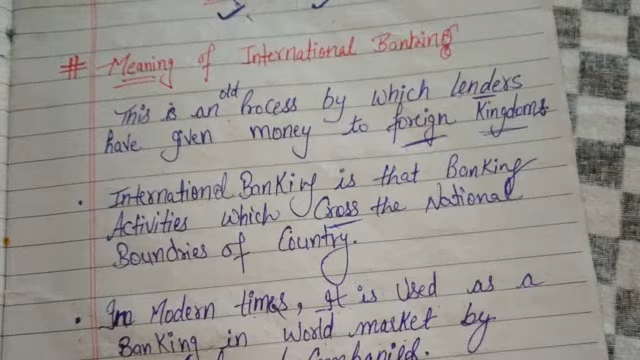 # Meaning of International Banking
This is an old Process by which lenders
have given money to foreign Kingdoms
. International Banking is that Banking
Activities which Cross the National
Boundries of Country.
. In Modern times, It is Used as a
Banking in World market by